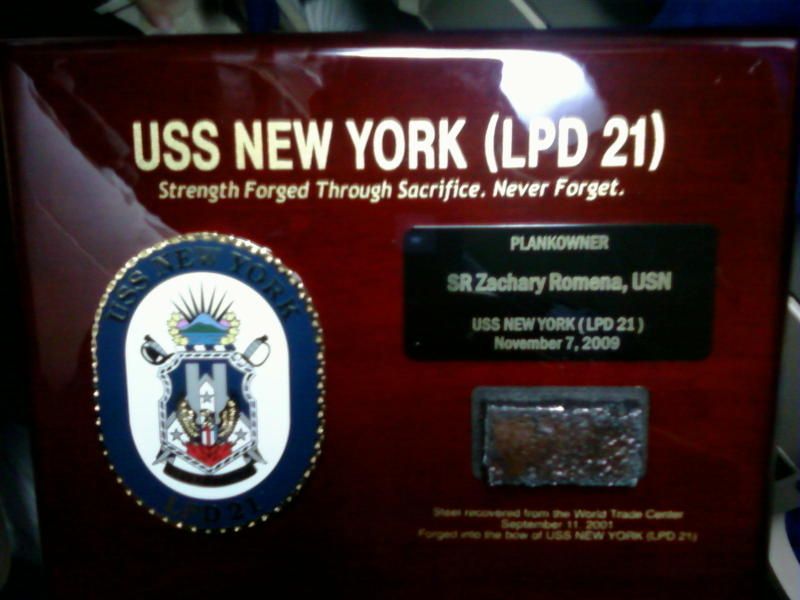 USS NEW YORK (LPD 21)
Strength Forged Through Sacrifice. Never Forget.
USS NEW YORK
LPD 21
PLANKOWNER
SR Zachary Romena, USN
USS NEW YORK ( LPD 21 )
November 7, 2009
Steel recovered from the World Trade Center
September 11, 2001
Forged into the bow of USS NEW YORK (LPD 21)